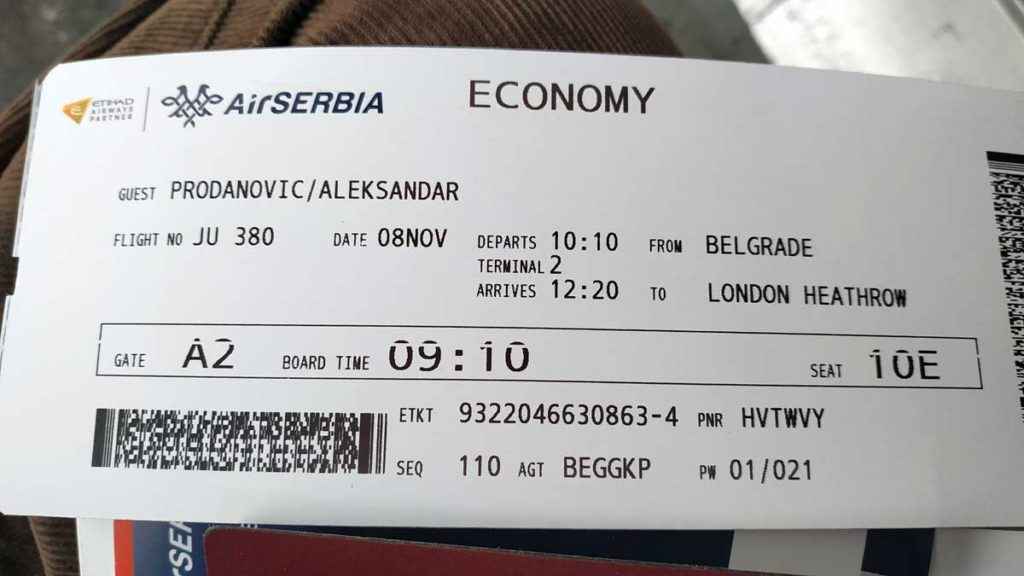 ETIHAD
AIRWAYS
PARTNER
AirSERBIA
ECONOMY
GUEST PRODANOVIC/ALEKSANDAR
FLIGHT NO JU 380 DATE 08NOV DEPARTS 10:10 FROM BELGRADE
TERMINAL 2
ARRIVES 12:20 TO LONDON HEATHROW
GATE A2 BOARD TIME 09:10 SEAT 10E
ETKT 9322046630863-4 PNR HVTWVY
SEQ 110 AGT BEGGKP PW 01/021
AirSER